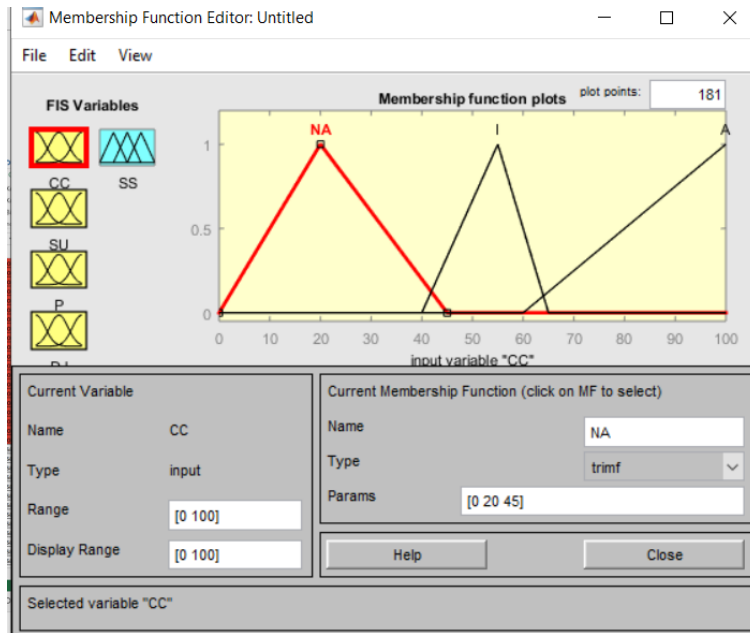 Membership Function Editor: Untitled
File Edit View
FIS Variables
CC
SS
SU
P
Membership function plots
plot points:
181
NA
I
A
1
0.5
0
0 10 20 30 40 50 60 70 80 90 100
input variable "CC"
Current Variable
Name CC
Type input
Range [0 100]
Display Range [0 100]
Current Membership Function (click on MF to select)
Name NA
Type trimf
Params [0 20 45]
Help Close
Selected variable "CC"